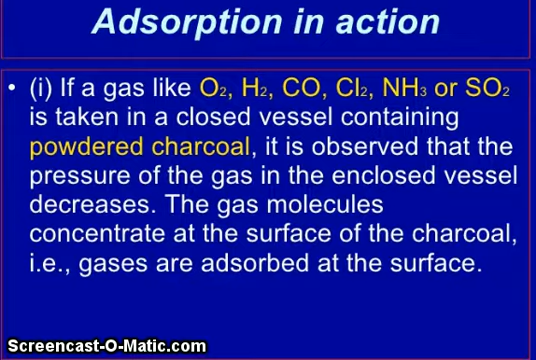 Adsorption in action
• (i) If a gas like O₂, H₂, CO, Cl₂, NH₃ or SO₂
is taken in a closed vessel containing
powdered charcoal, it is observed that the
pressure of the gas in the enclosed vessel
decreases. The gas molecules
concentrate at the surface of the charcoal,
i.e., gases are adsorbed at the surface.
Screencast-O-Matic.com